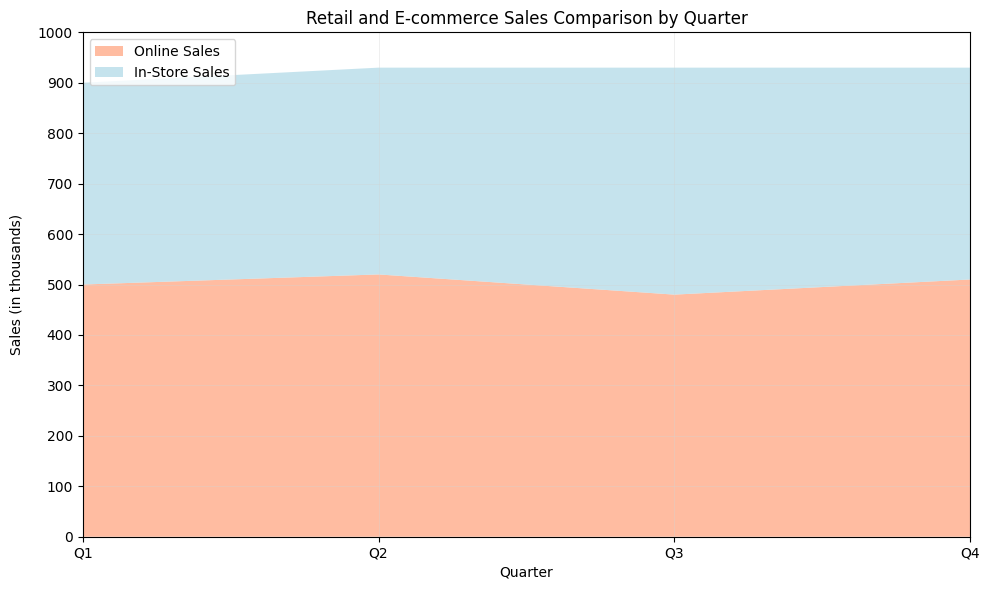 Retail and E-commerce Sales Comparison by Quarter
Online Sales
In-Store Sales
1000
900
800
700
600
500
400
300
200
100
0
Sales (in thousands)
Q1 Q2 Q3 Q4
Quarter